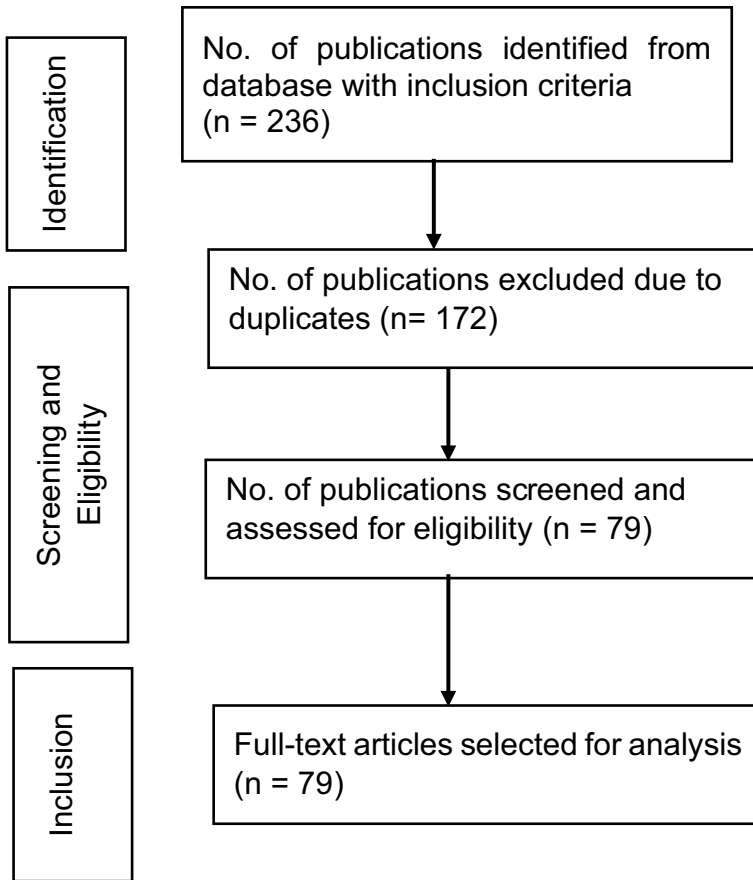 Identification
No. of publications identified from
database with inclusion criteria
(n = 236)
Screening and
Eligibility
No. of publications excluded due to
duplicates (n= 172)
No. of publications screened and
assessed for eligibility (n = 79)
Inclusion
Full-text articles selected for analysis
(n = 79)